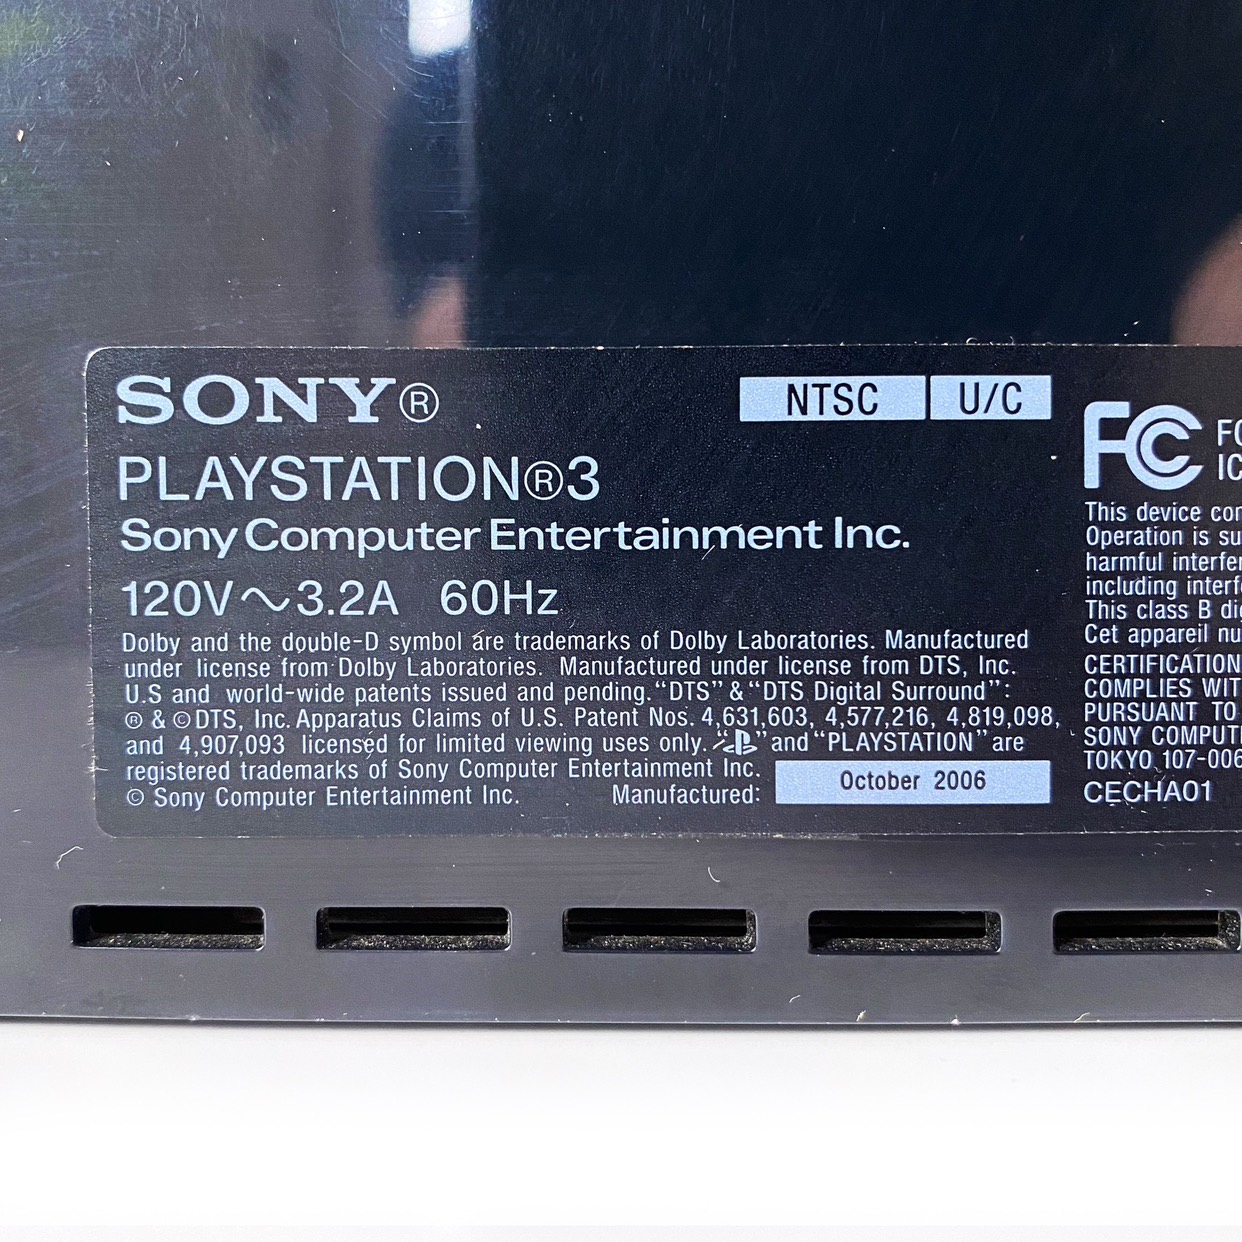 SONY®
NTSC U/C
PLAYSTATION®3
Sony Computer Entertainment Inc.
120V～3.2A 60Hz
Dolby and the double-D symbol are trademarks of Dolby Laboratories. Manufactured
under license from Dolby Laboratories. Manufactured under license from DTS, Inc.
U.S and world-wide patents issued and pending. “DTS” & “DTS Digital Surround”:
® & © DTS, Inc. Apparatus Claims of U.S. Patent Nos. 4,631,603, 4,577,216, 4,819,098,
and 4,907,093 licensed for limited viewing uses only. “ ” and “PLAYSTATION” are
registered trademarks of Sony Computer Entertainment Inc.
© Sony Computer Entertainment Inc. Manufactured: October 2006
FC
This device
Operation is
harmful
including
This class B
Cet appareil
CERTIFICATION
COMPLIES
PURSUANT TO
SONY
TOKYO
CECHA01